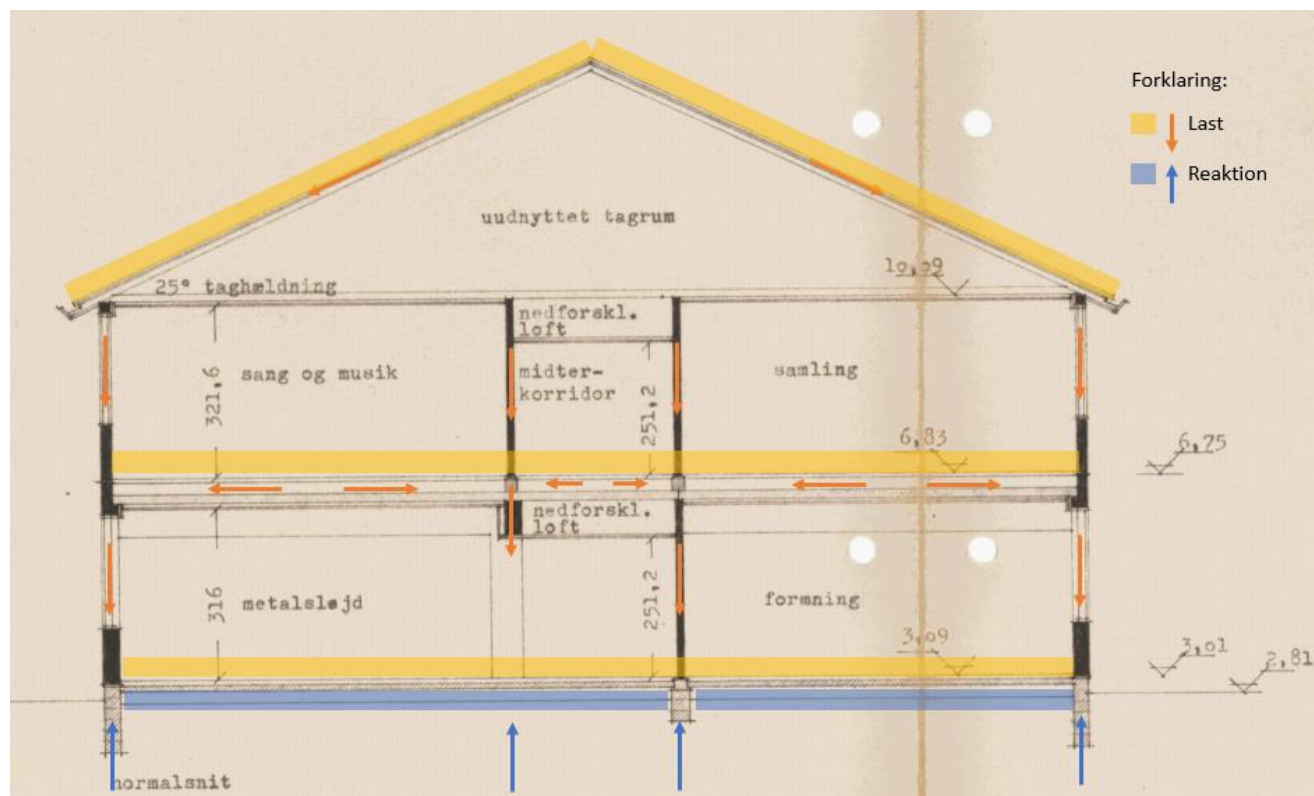 Forklaring:
Last
Reaktion
uudnyttet tagrum
25° taghældning
10,09
nedforskl.
loft
sang og musik
midter-
korridor
samling
321,6
251,2
6,83
6,75
nedforskl.
loft
metalsløjd
316
251,2
formning
3,09
3,01
2,81
normalsnit